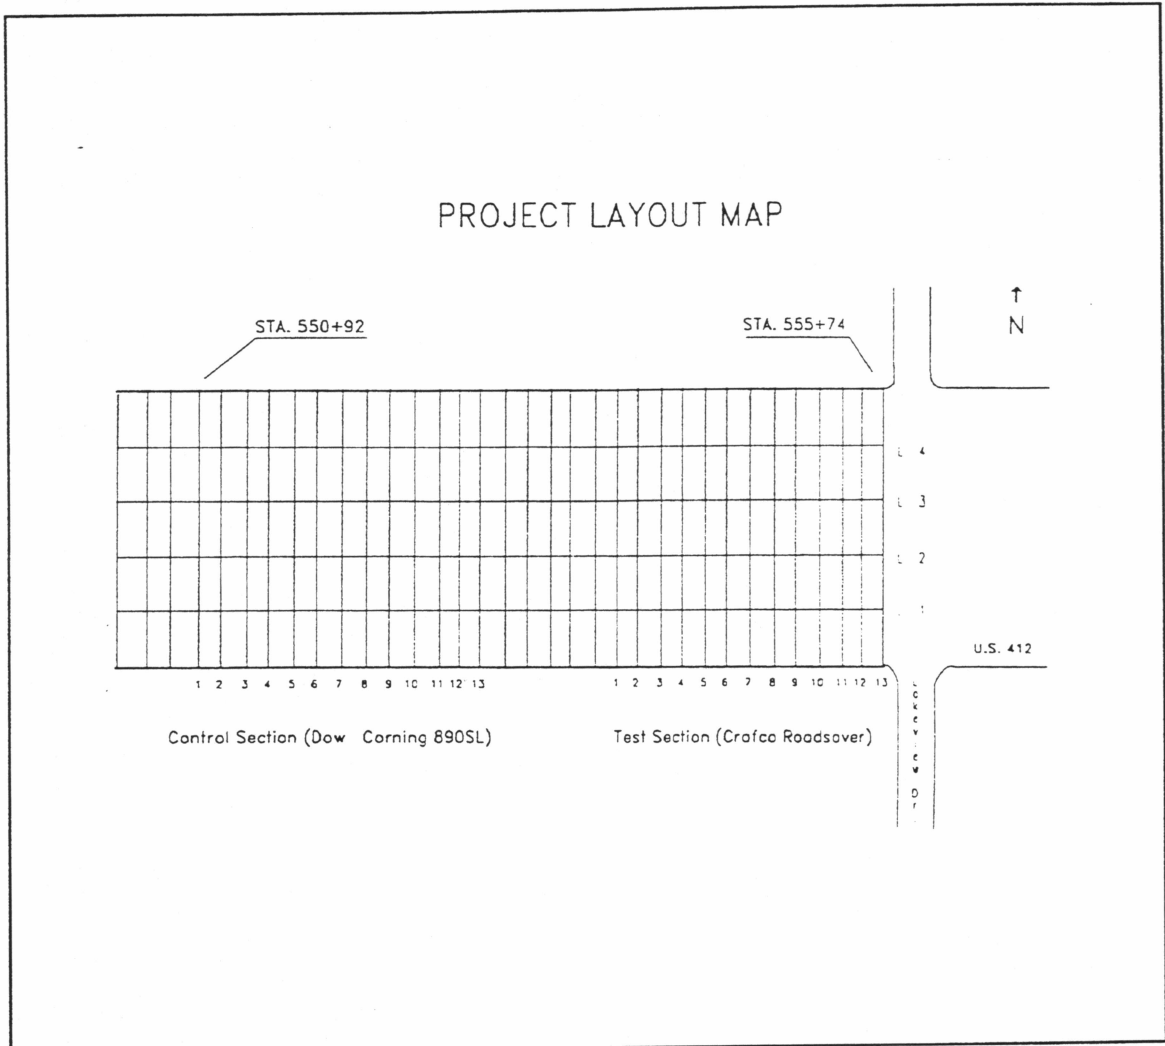 PROJECT LAYOUT MAP
STA. 550+92
STA. 555+74
↑
N
L 4
L 3
L 2
1
U.S. 412
1 2 3 4 5 6 7 8 9 10 11 12 13
1 2 3 4 5 6 7 8 9 10 11 12 13
Control Section (Dow Corning 890SL)
Test Section (Crafco Roadsaver)
Lakeview Dr.